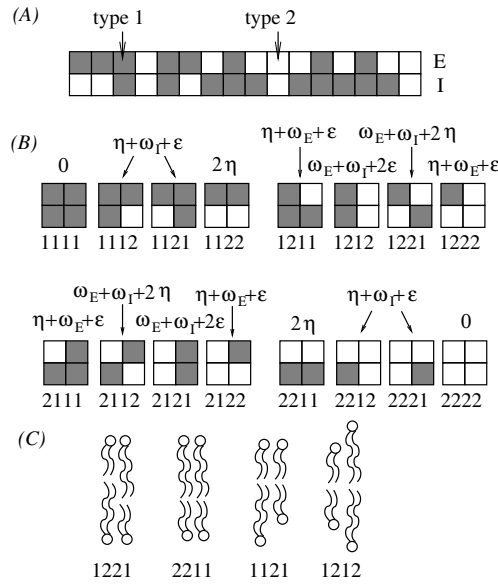 (A)
type 1 type 2
E
I
(B)
0 η+ω_I+ε 2η η+ω_E+ε ω_E+ω_I+2η
ω_E+ω_I+2ε η+ω_E+ε
1111 1112 1121 1122 1211 1212 1221 1222
ω_E+ω_I+2η η+ω_E+ε 2η η+ω_I+ε 0
η+ω_E+ε ω_E+ω_I+2ε
2111 2112 2121 2122 2211 2212 2221 2222
(C)
1221 2211 1121 1212